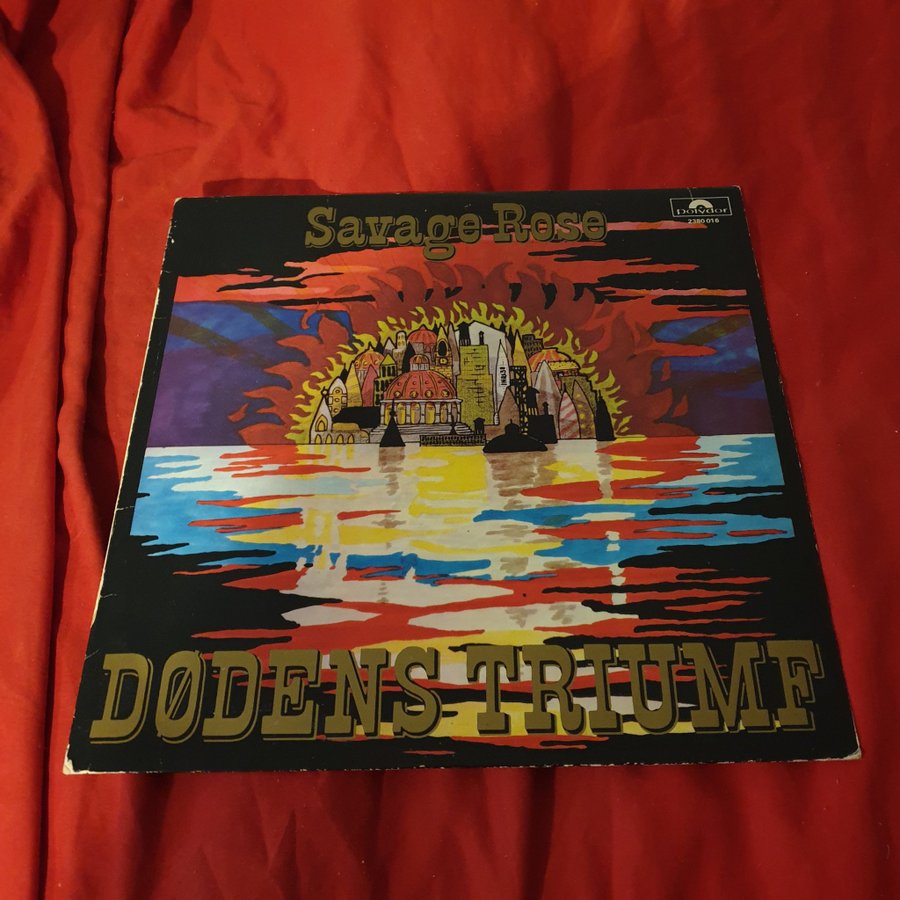 Savage Rose
polydor
2380 016
DØDENS TRIUMF